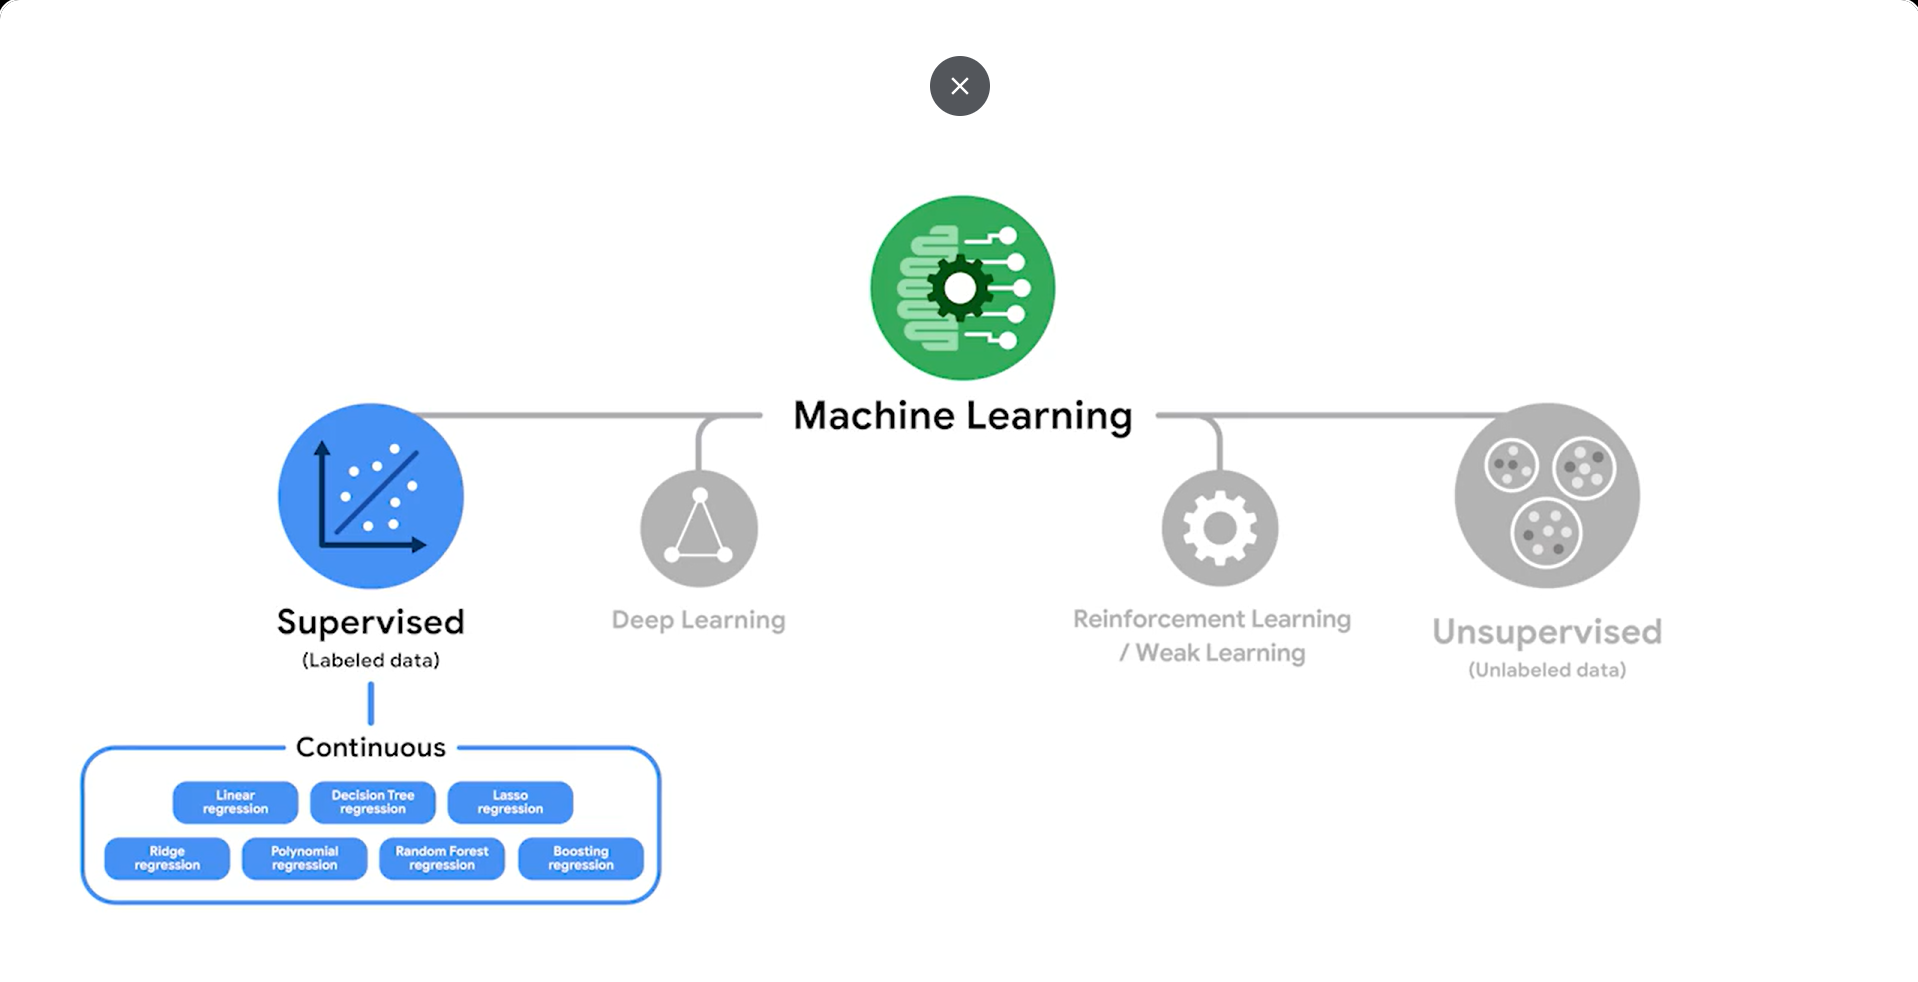 Machine Learning
Supervised
(Labeled data)
Deep Learning
Reinforcement Learning
/ Weak Learning
Unsupervised
(Unlabeled data)
Continuous
Linear
regression
Decision Tree
regression
Lasso
regression
Ridge
regression
Polynomial
regression
Random Forest
regression
Boosting
regression